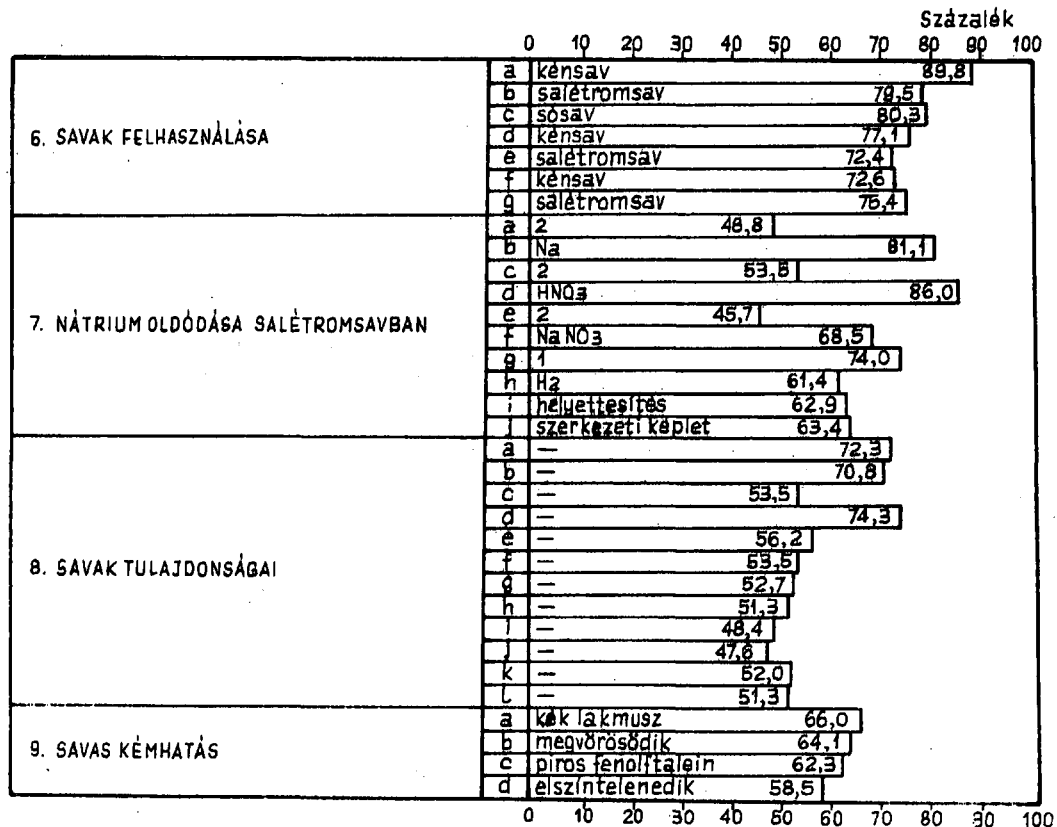 Százalék
0 10 20 30 40 50 60 70 80 90 100
6. SAVAK FELHASZNÁLÁSA
a kénsav 89,8
b salétromsav 79,5
c sósav 80,3
d kénsav 77,1
e salétromsav 72,4
f kénsav 72,6
g salétromsav 75,4
7. NÁTRIUM OLDÓDÁSA SALÉTROMSAVBAN
a 2 48,8
b Na 81,1
c 2 53,5
d HNO3 86,0
e 2 45,7
f NaNO3 68,5
g 1 74,0
h H2 61,4
i helyettesítés 62,9
j szerkezeti képlet 63,4
8. SAVAK TULAJDONSÁGAI
a — 72,3
b — 70,8
c — 53,5
d — 74,3
e — 56,2
f — 53,5
g — 52,7
h — 51,3
i — 48,4
j — 47,6
k — 52,0
l — 51,3
9. SAVAS KÉMHATÁS
a kék lakmusz 66,0
b megvörösödik 64,1
c piros fenolftalein 62,3
d elszíntelenedik 58,5
0 10 20 30 40 50 60 70 80 90 100